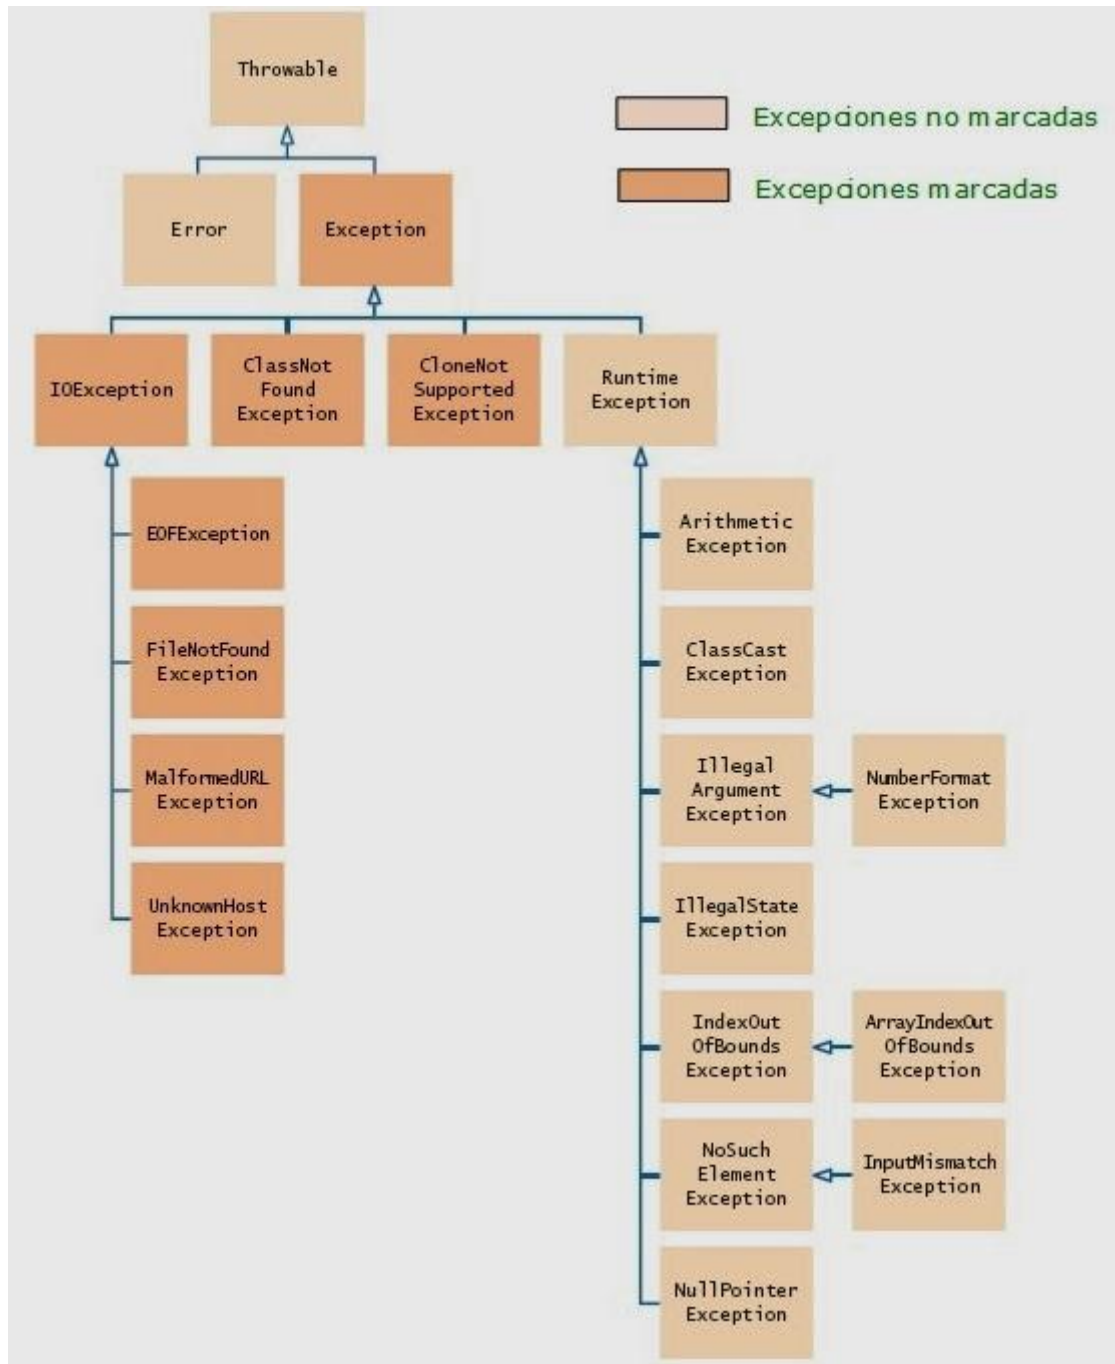 Throwable
Excepciones no marcadas
Excepciones marcadas
Error
Exception
IOException
ClassNot
Found
Exception
CloneNot
Supported
Exception
Runtime
Exception
EOFException
FileNotFound
Exception
MalformedURL
Exception
UnknownHost
Exception
Arithmetic
Exception
ClassCast
Exception
Illegal
Argument
Exception
NumberFormat
Exception
IllegalState
Exception
IndexOut
OfBounds
Exception
ArrayIndexOut
OfBounds
Exception
NoSuch
Element
Exception
InputMismatch
Exception
NullPointer
Exception